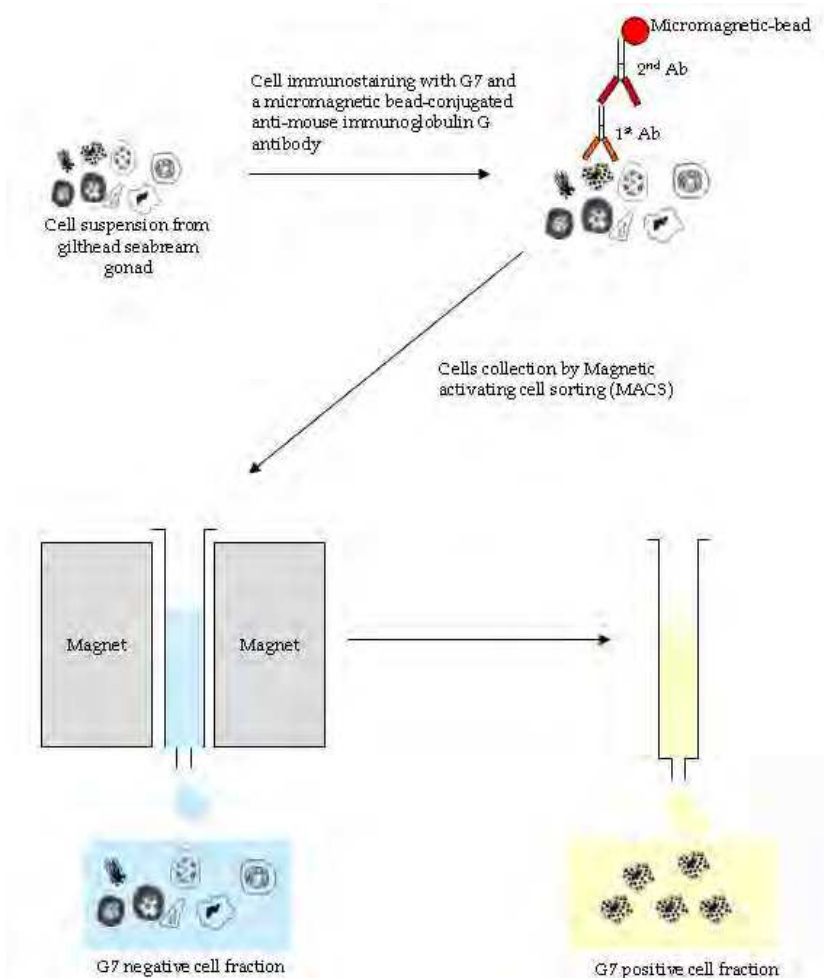 Micromagnetic-bead
2nd Ab
1st Ab
Cell immunostaining with G7 and
a micromagnetic bead-conjugated
anti-mouse immunoglobulin G
antibody
Cell suspension from
gilthead seabream
gonad
Cells collection by Magnetic
activating cell sorting (MACS)
Magnet
Magnet
G7 negative cell fraction
G7 positive cell fraction